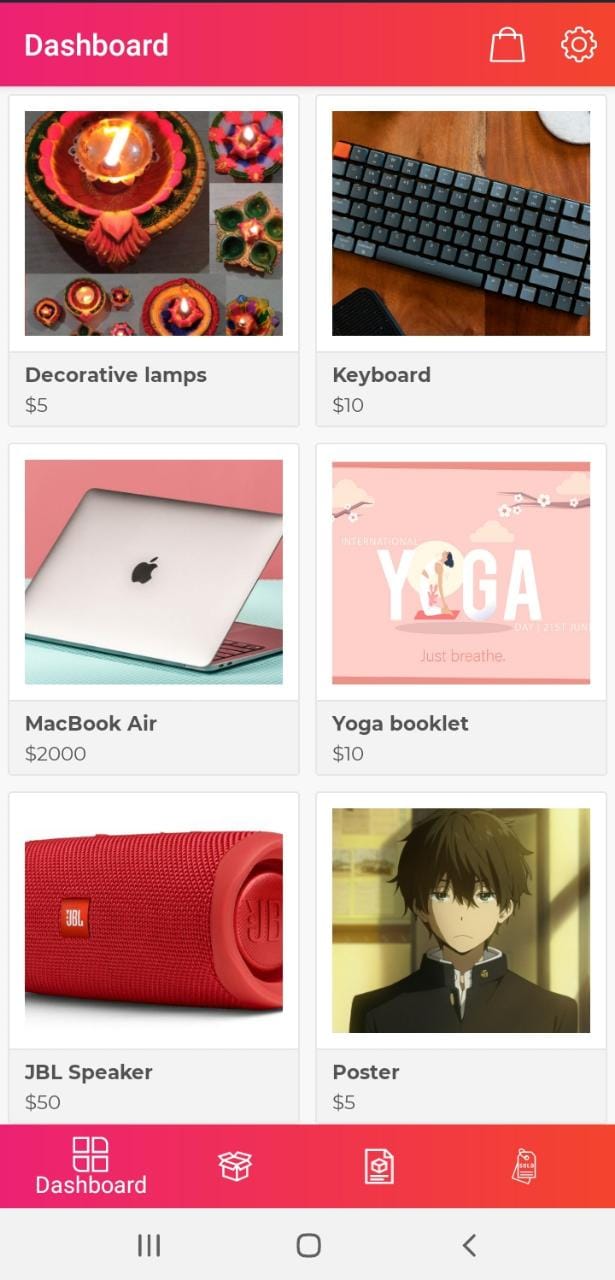 Dashboard
Decorative lamps
$5
Keyboard
$10
MacBook Air
$2000
INTERNATIONAL
YOGA
DAY | 21ST JUN
Just breathe.
Yoga booklet
$10
JBL
JB
JBL Speaker
$50
Poster
$5
SOLD
Dashboard